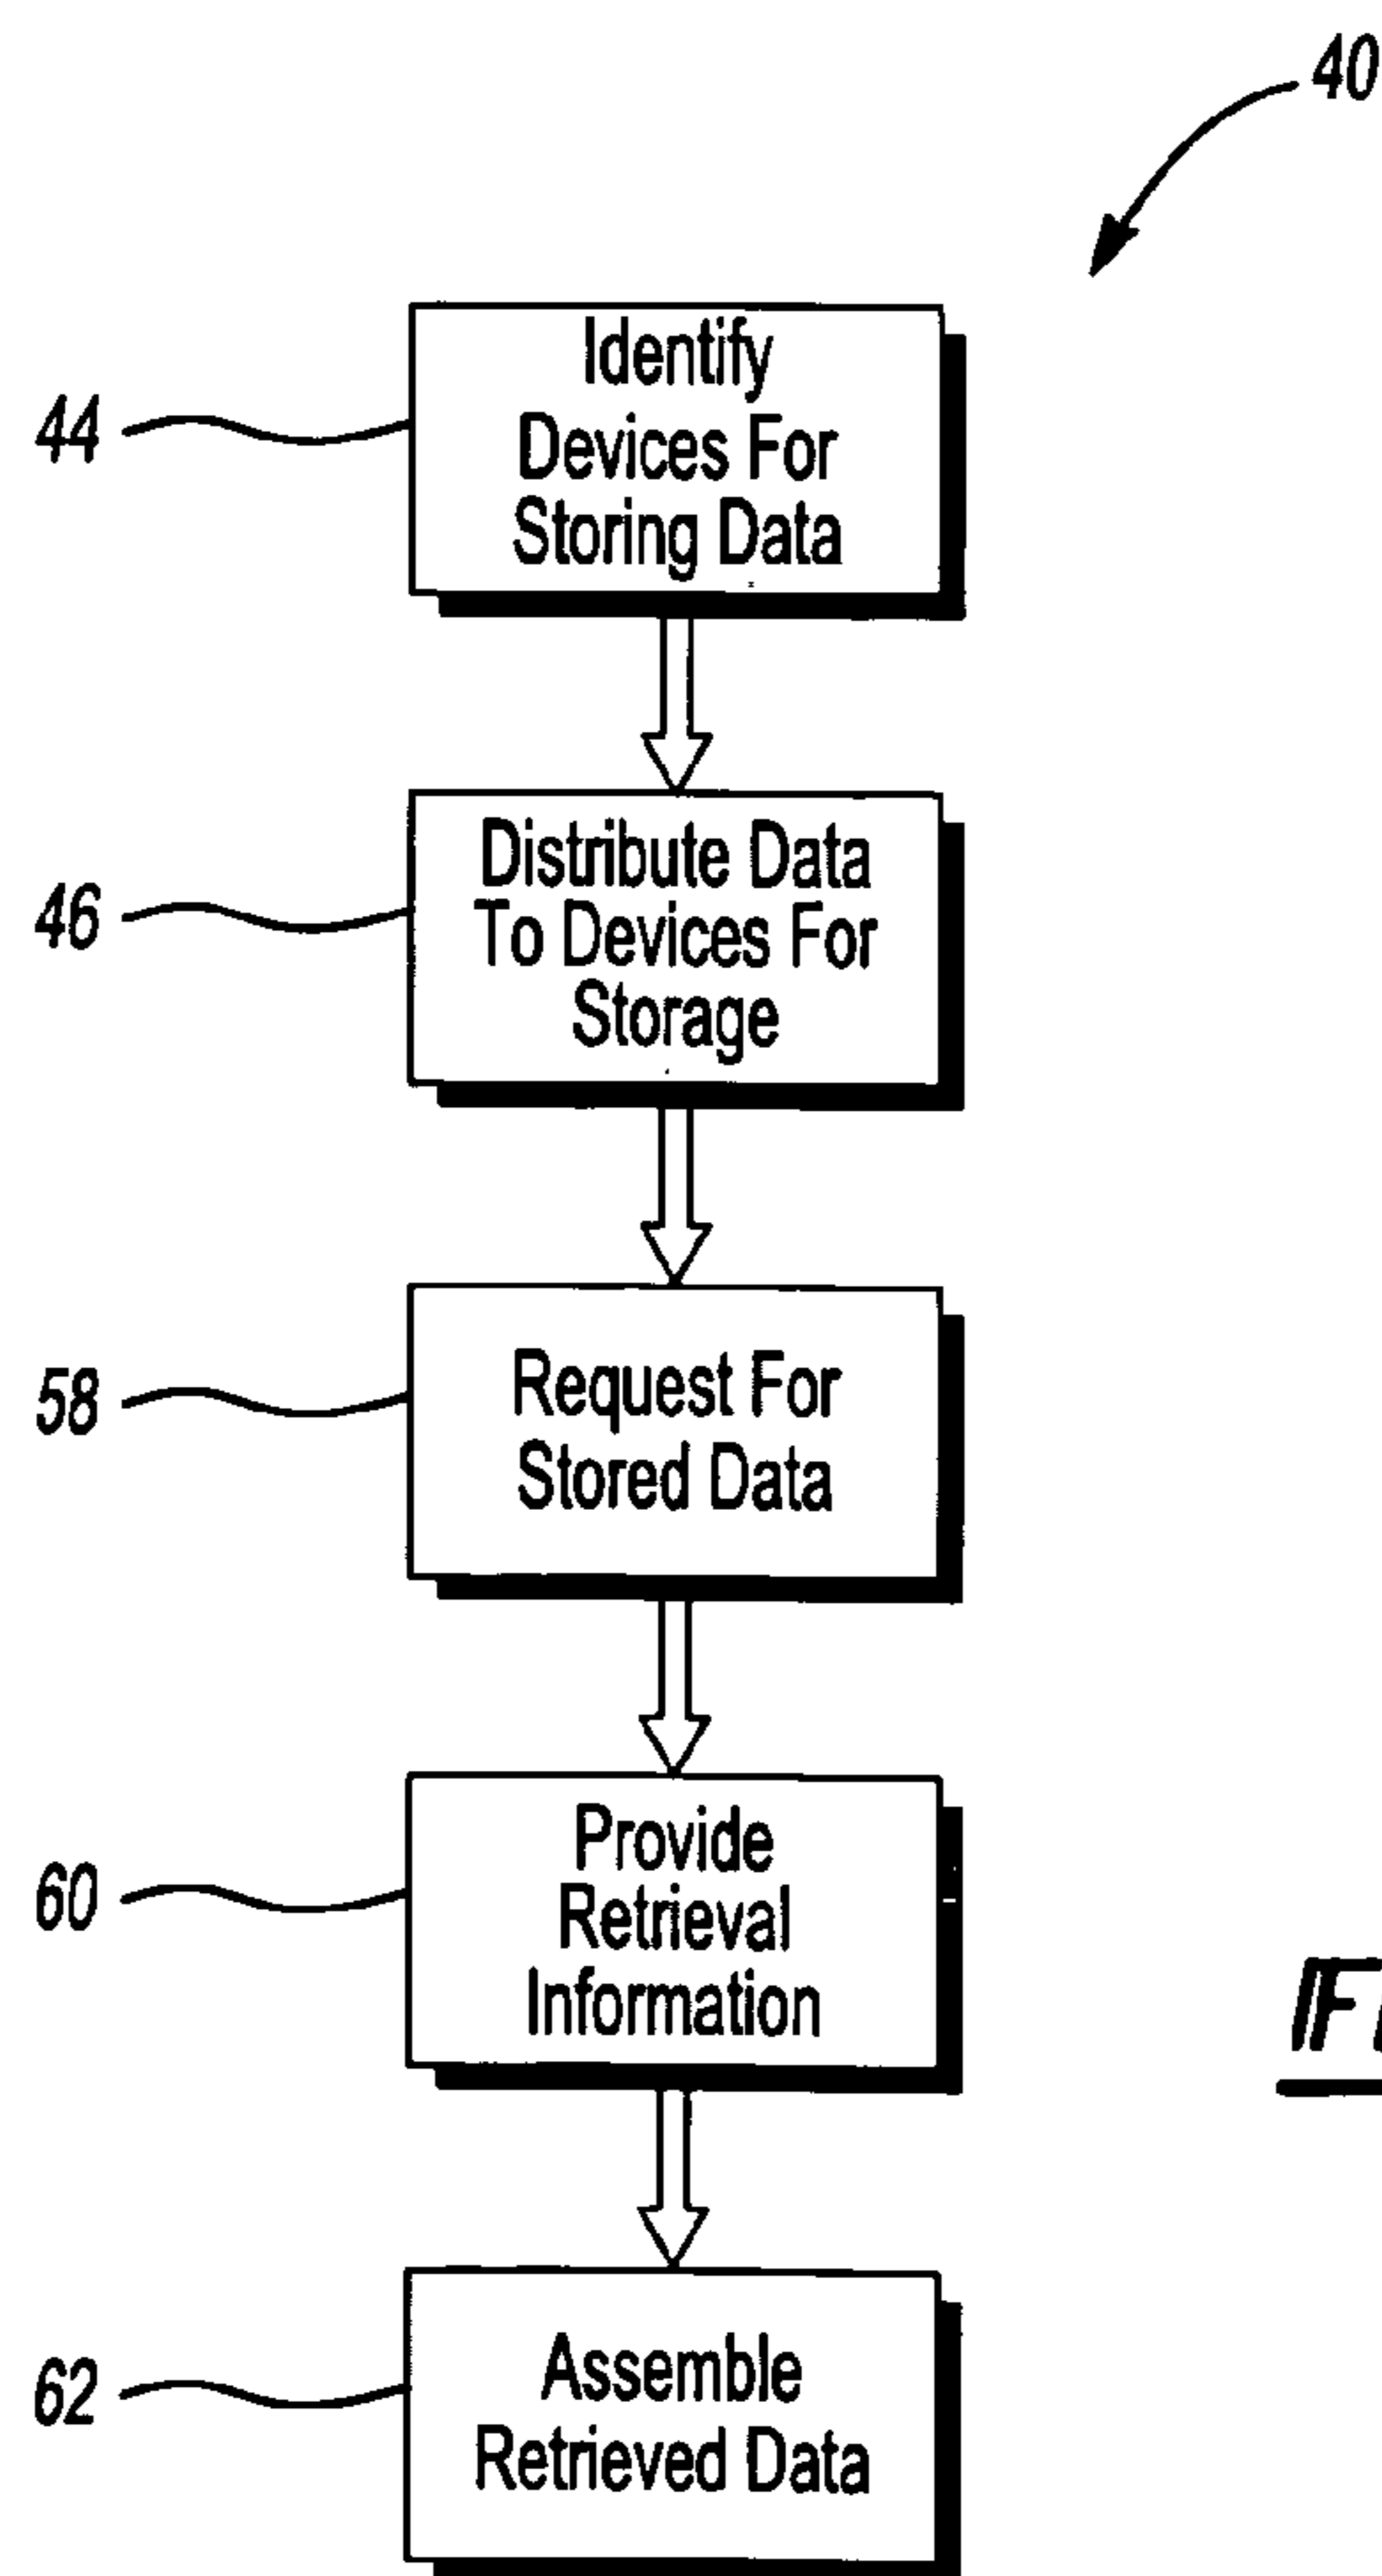 40
44
Identify
Devices For
Storing Data
46
Distribute Data
To Devices For
Storage
58
Request For
Stored Data
60
Provide
Retrieval
Information
62
Assemble
Retrieved Data